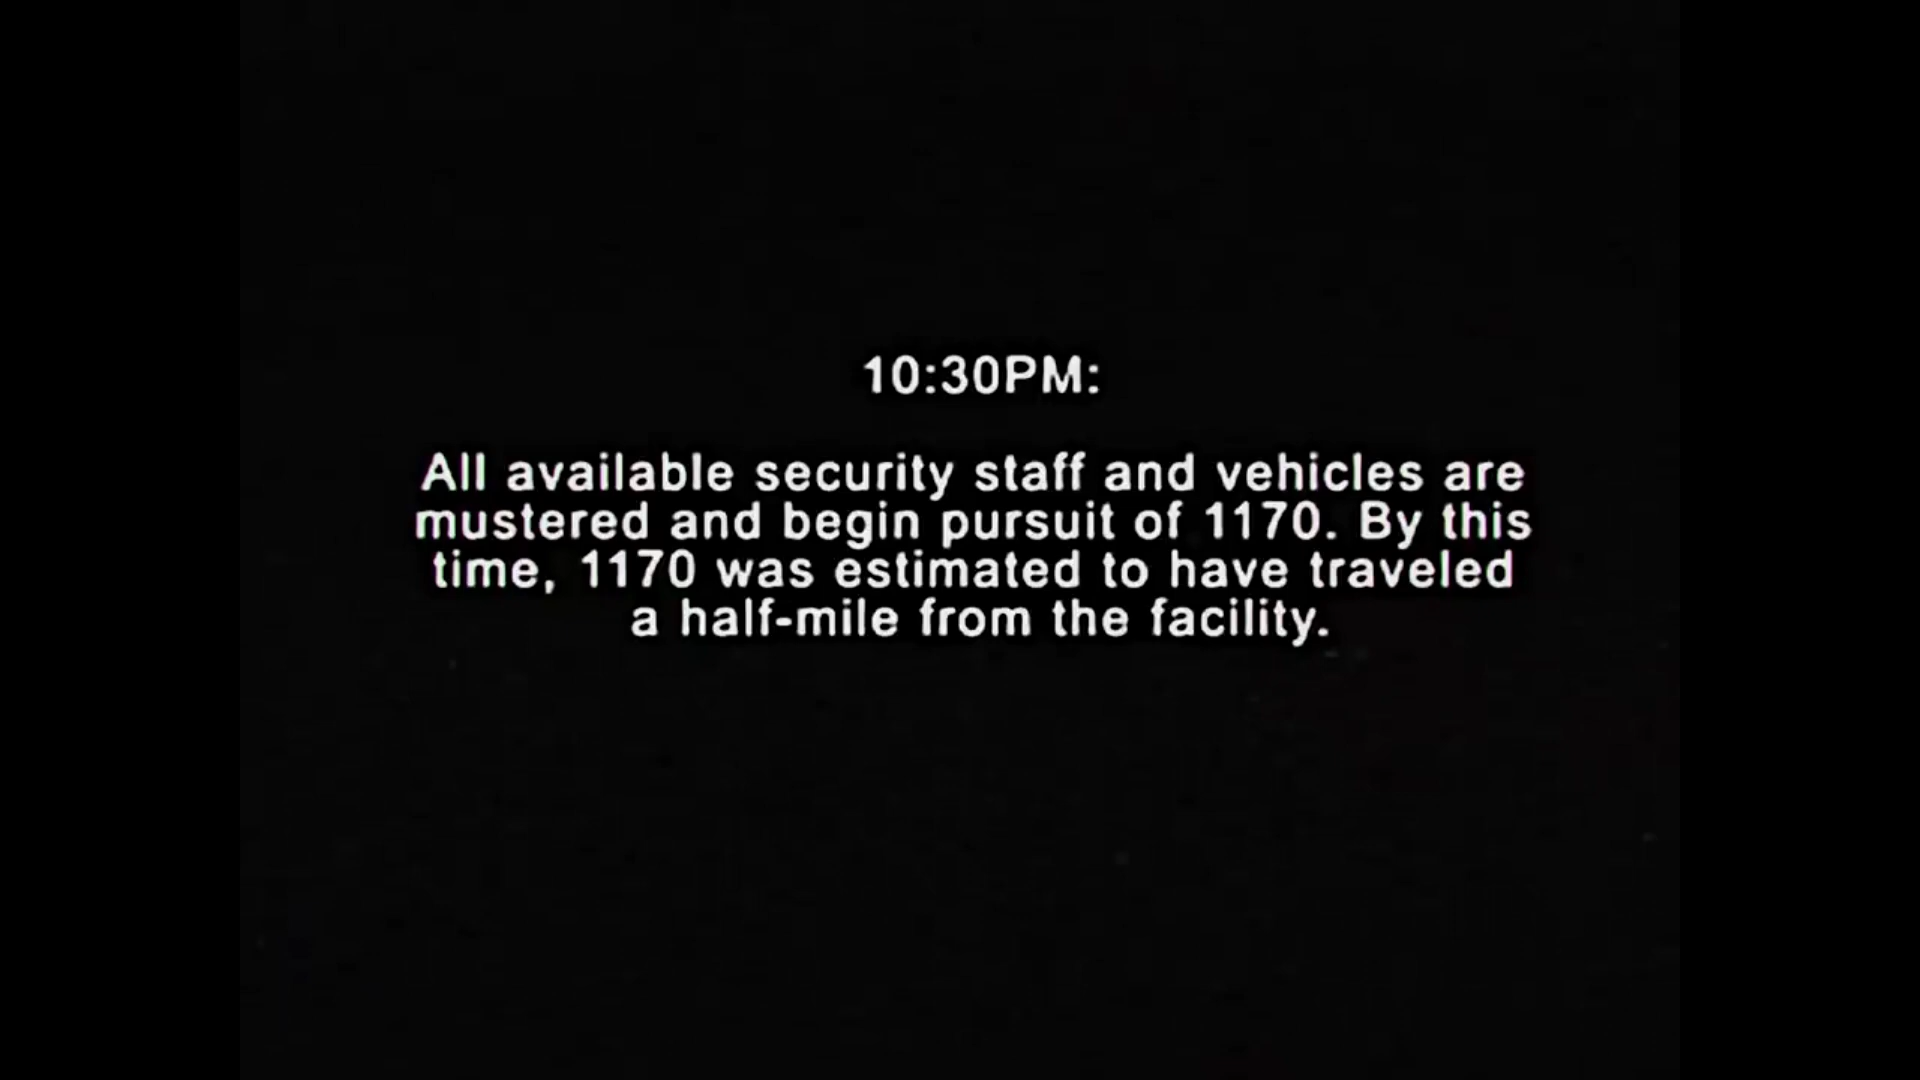 10:30PM:
All available security staff and vehicles are
mustered and begin pursuit of 1170. By this
time, 1170 was estimated to have traveled
a half-mile from the facility.